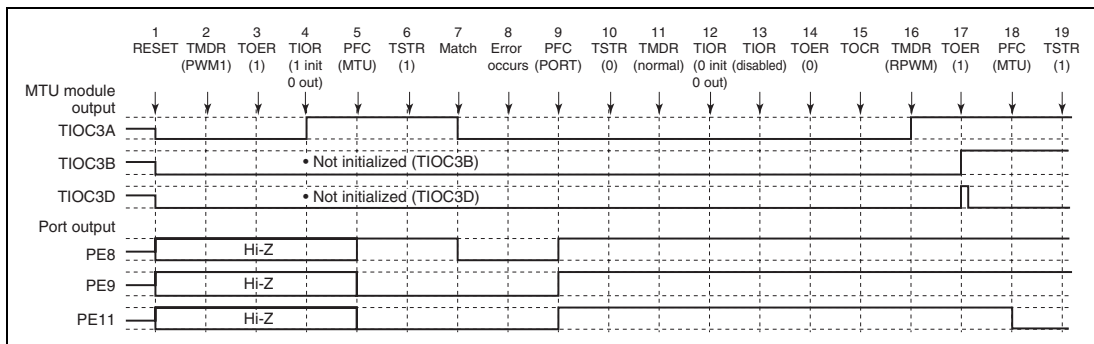 1 2 3 4 5 6 7 8 9 10 11 12 13 14 15 16 17 18 19
RESET TMDR TOER TIOR PFC TSTR Match Error PFC TSTR TMDR TIOR TIOR TOER TOCR TMDR TOER PFC TSTR
(PWM1) (1) (1 init (MTU) (1) occurs (PORT) (0) (normal) (0 init (disabled) (0) (RPWM) (1) (MTU) (1)
0 out) 0 out)
MTU module
output
TIOC3A
TIOC3B • Not initialized (TIOC3B)
TIOC3D • Not initialized (TIOC3D)
Port output
PE8 Hi-Z
PE9 Hi-Z
PE11 Hi-Z